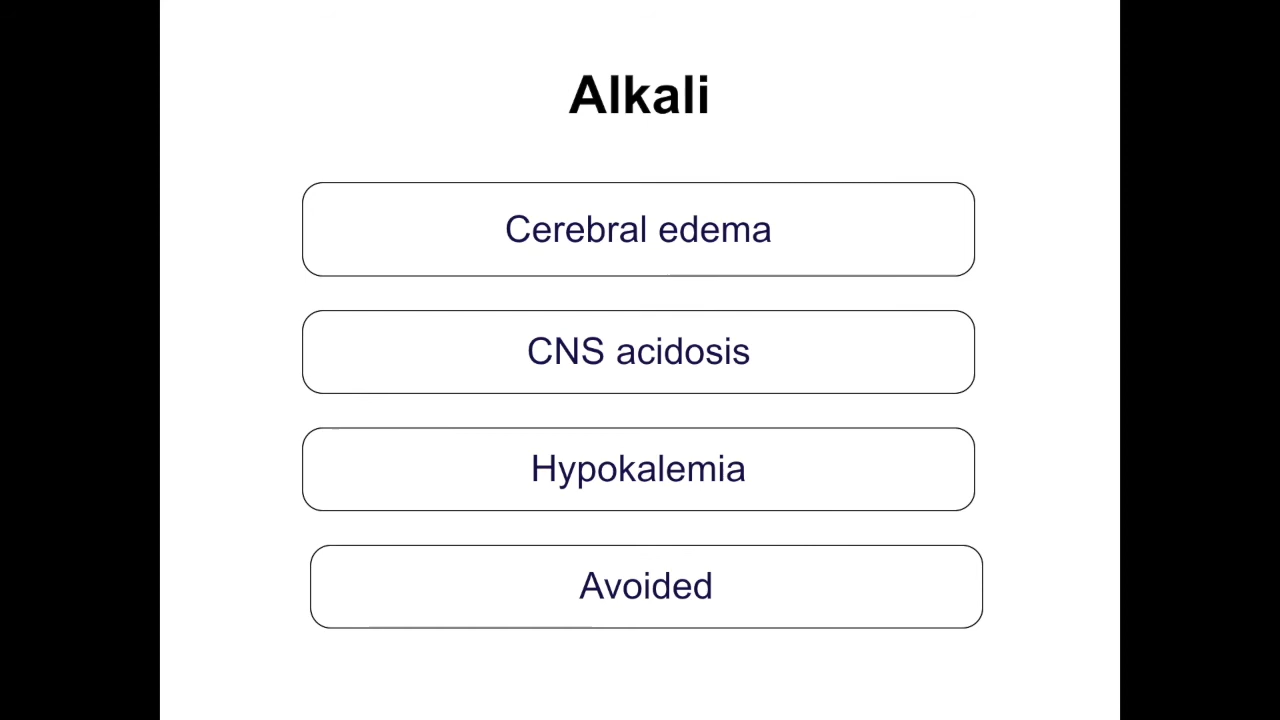 Alkali
Cerebral edema
CNS acidosis
Hypokalemia
Avoided